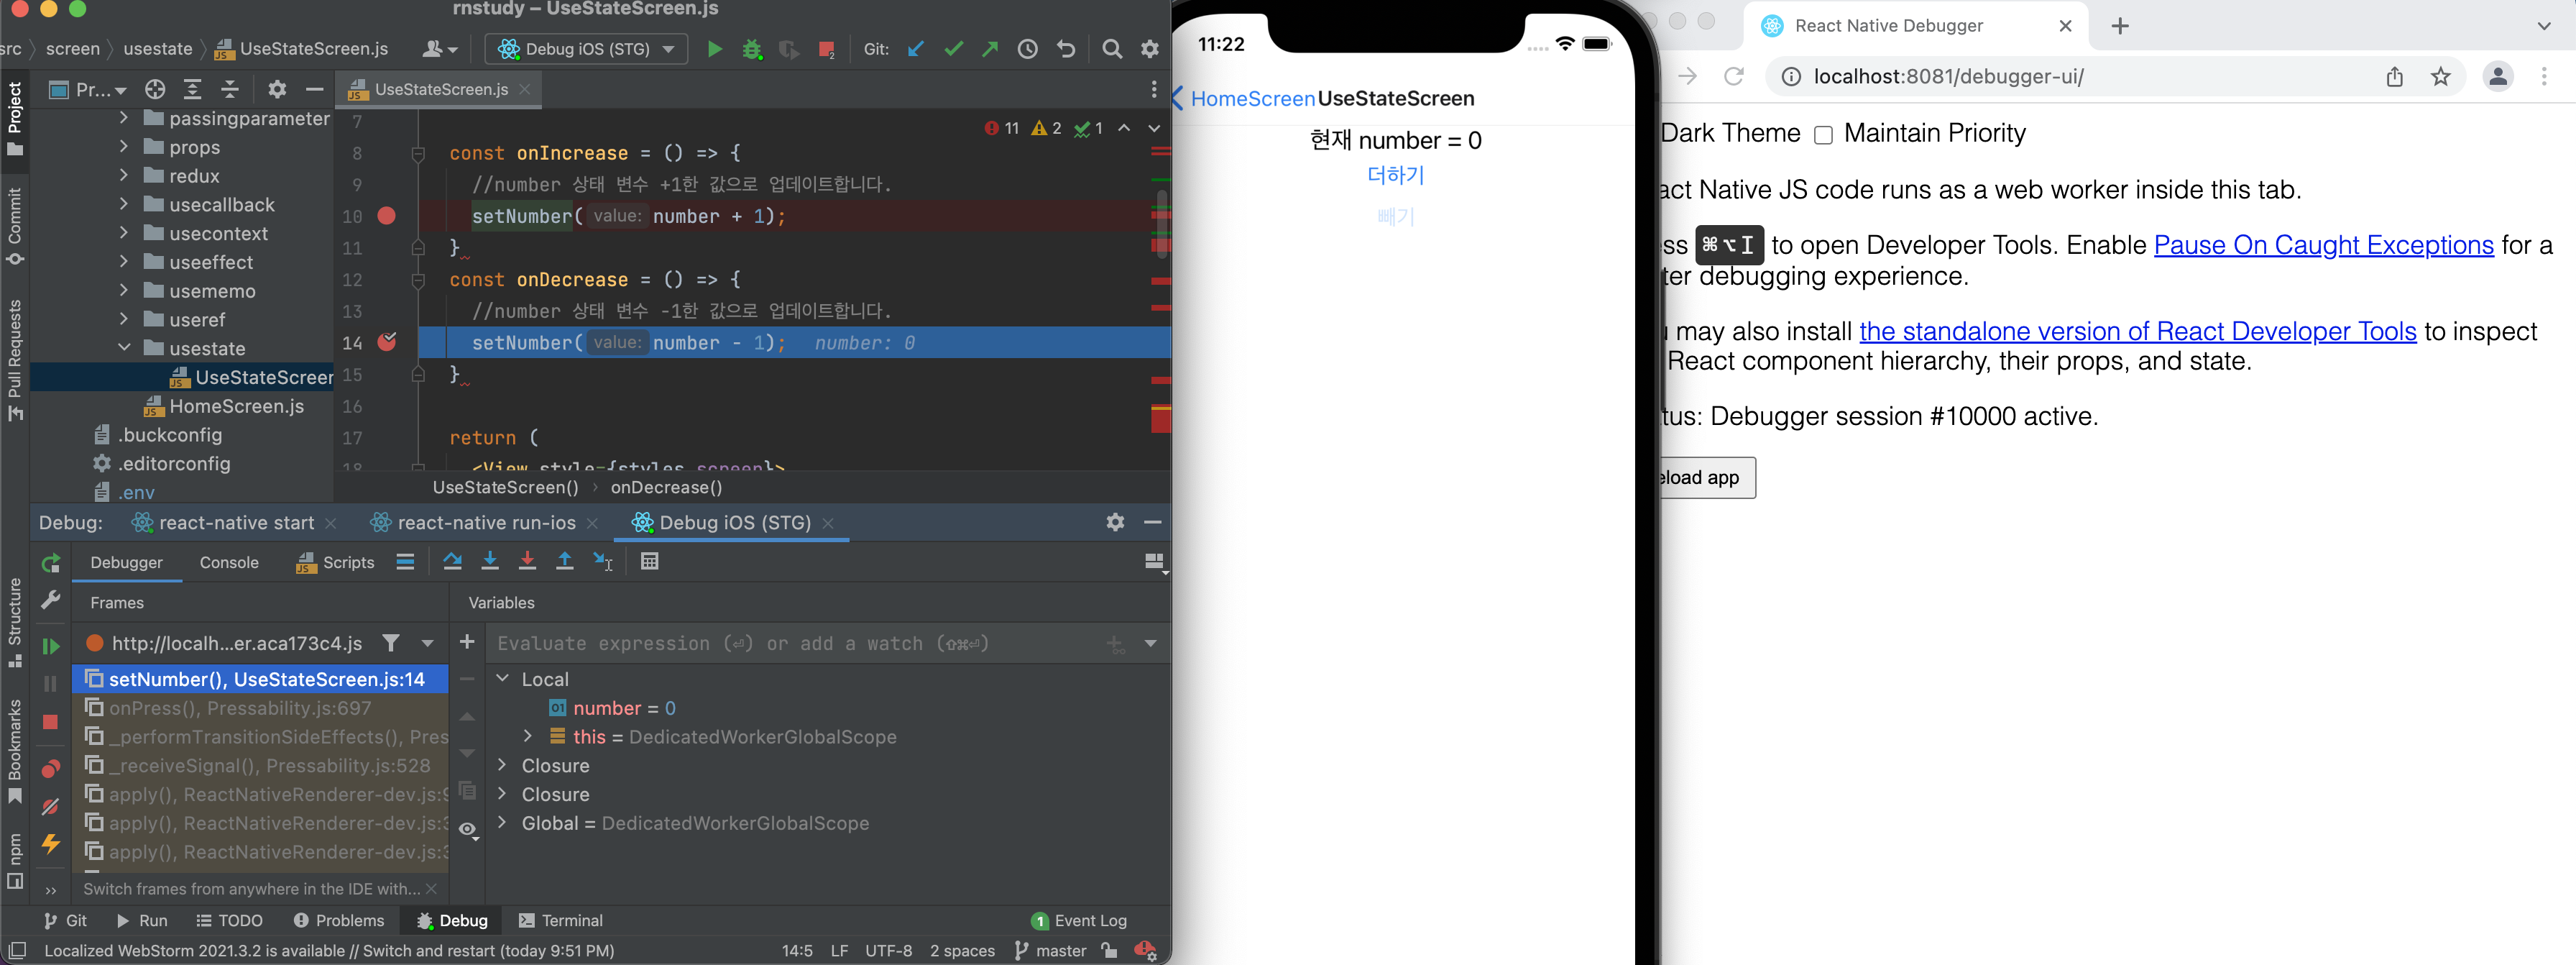 rnstudy – UseStateScreen.js
src screen usestate UseStateScreen.js
Debug iOS (STG)
Git:
Project
Commit
Pull Requests
Structure
Bookmarks
npm
Pr...
passingparameter
props
redux
usecallback
usecontext
useeffect
usememo
useref
usestate
UseStateScreen
HomeScreen.js
.buckconfig
.editorconfig
.env
UseStateScreen.js
11 2 1
7
8 const onIncrease = () => {
9 //number 상태 변수 +1한 값으로 업데이트합니다.
10 setNumber( value: number + 1);
11 }
12 const onDecrease = () => {
13 //number 상태 변수 -1한 값으로 업데이트합니다.
14 setNumber( value: number - 1); number: 0
15 }
16
17 return (
18 <View style={styles.screen}>
UseStateScreen() › onDecrease()
Debug: react-native start react-native run-ios Debug iOS (STG)
Debugger Console Scripts
Frames
http://localh...er.aca173c4.js
setNumber(), UseStateScreen.js:14
onPress(), Pressability.js:697
_performTransitionSideEffects(), Pres
_receiveSignal(), Pressability.js:528
apply(), ReactNativeRenderer-dev.js:
apply(), ReactNativeRenderer-dev.js:3
apply(), ReactNativeRenderer-dev.js:3
Switch frames from anywhere in the IDE with...
Variables
Evaluate expression (⏎) or add a watch (⇧⌘⏎)
Local
number = 0
this = DedicatedWorkerGlobalScope
Closure
Closure
Global = DedicatedWorkerGlobalScope
Git Run TODO Problems Debug Terminal
1 Event Log
Localized WebStorm 2021.3.2 is available // Switch and restart (today 9:51 PM)
14:5 LF UTF-8 2 spaces master
11:22
HomeScreen UseStateScreen
현재 number = 0
더하기
빼기
React Native Debugger
localhost:8081/debugger-ui/
Dark Theme Maintain Priority
act Native JS code runs as a web worker inside this tab.
ss ⌘⌥I to open Developer Tools. Enable Pause On Caught Exceptions for a
ter debugging experience.
u may also install the standalone version of React Developer Tools to inspect
React component hierarchy, their props, and state.
tus: Debugger session #10000 active.
eload app